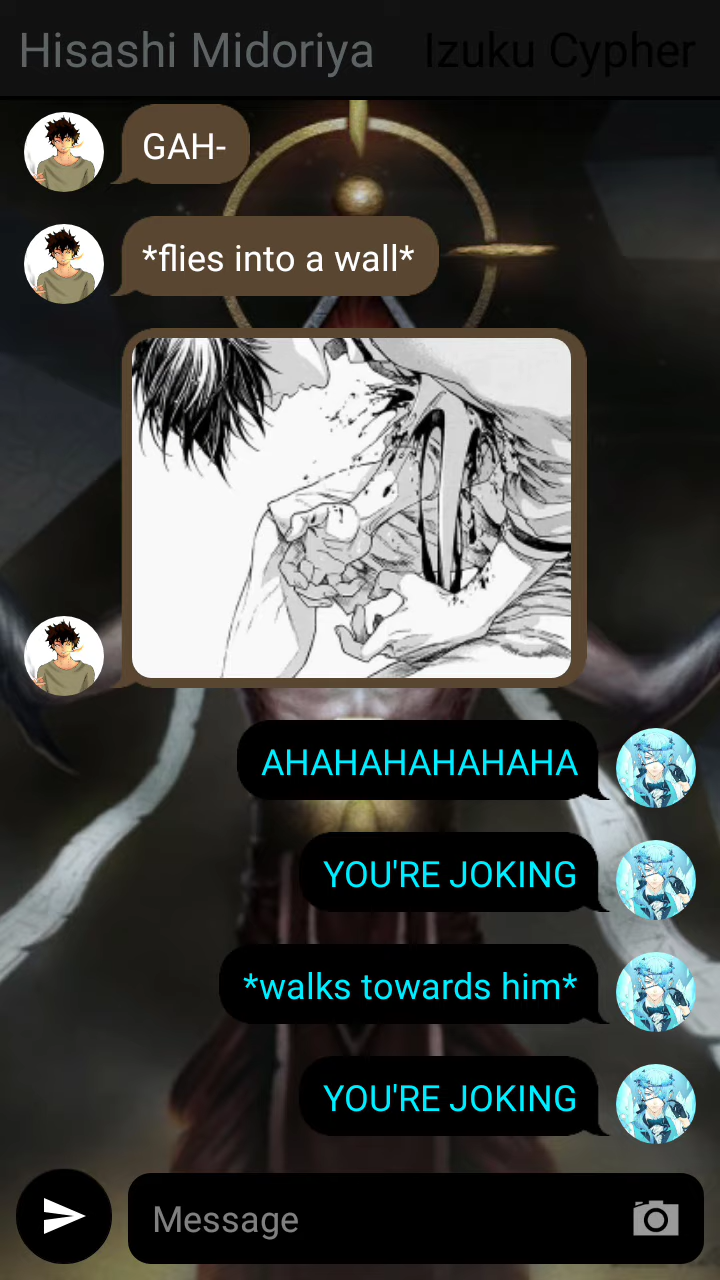 Hisashi Midoriya
Izuku Cypher
GAH-
*flies into a wall*
AHAHAHAHAHAHA
YOU'RE JOKING
*walks towards him*
YOU'RE JOKING
Message